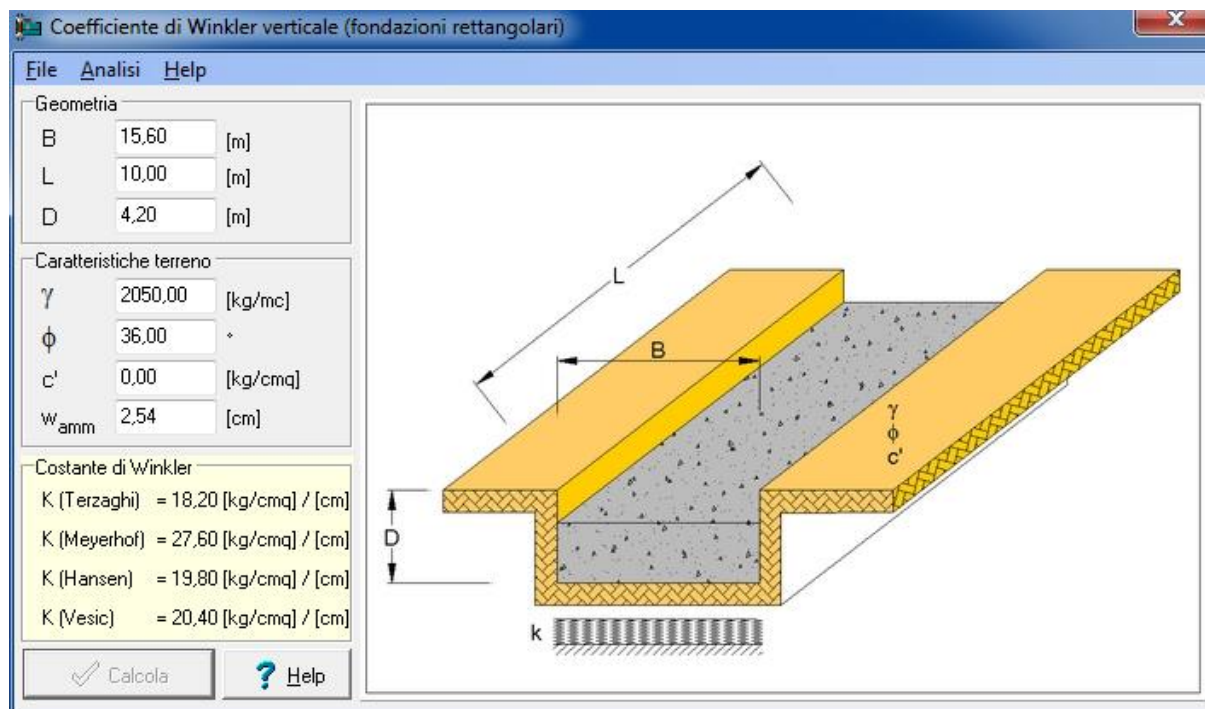 Coefficiente di Winkler verticale (fondazioni rettangolari)
X
File Analisi Help
Geometria
B 15,60 [m]
L 10,00 [m]
D 4,20 [m]
Caratteristiche terreno
γ 2050,00 [kg/mc]
ϕ 36,00 °
c' 0,00 [kg/cmq]
wamm 2,54 [cm]
Costante di Winkler
K (Terzaghi) = 18,20 [kg/cmq] / [cm]
K (Meyerhof) = 27,60 [kg/cmq] / [cm]
K (Hansen) = 19,80 [kg/cmq] / [cm]
K (Vesic) = 20,40 [kg/cmq] / [cm]
Calcola ? Help
L
B
γ
ϕ
c'
D
k